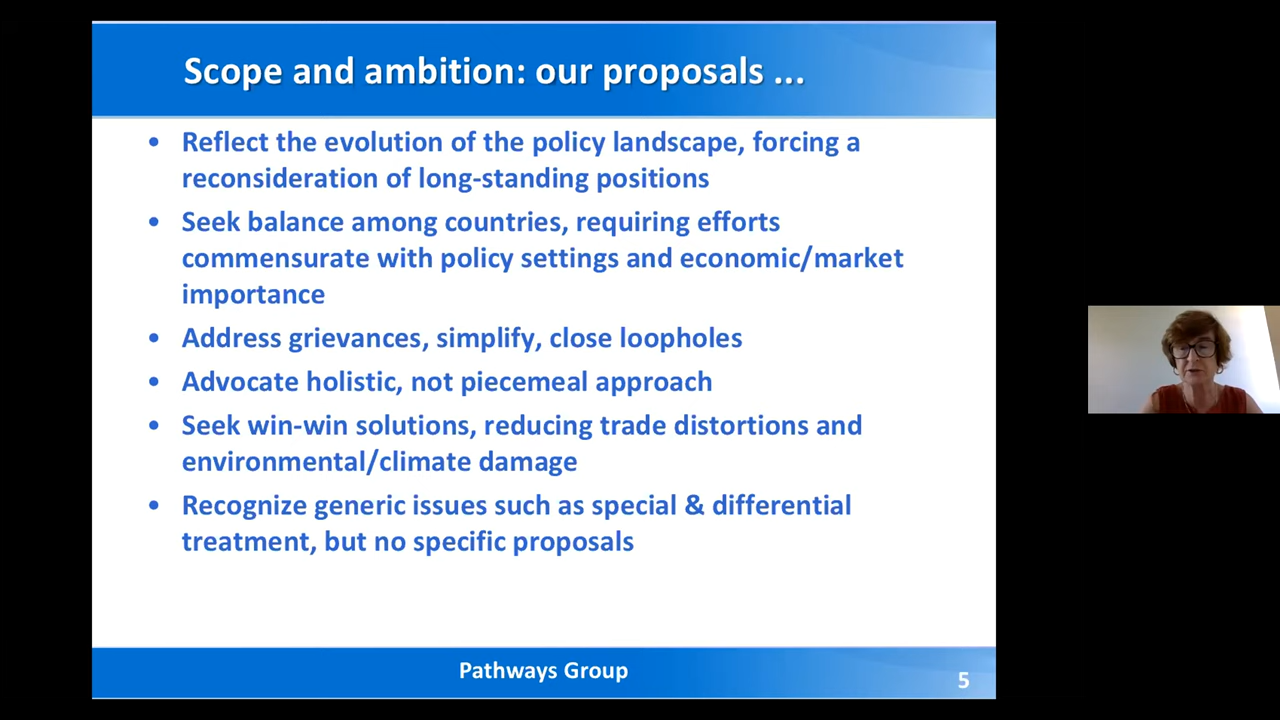 Scope and ambition: our proposals ...
• Reflect the evolution of the policy landscape, forcing a
reconsideration of long-standing positions
• Seek balance among countries, requiring efforts
commensurate with policy settings and economic/market
importance
• Address grievances, simplify, close loopholes
• Advocate holistic, not piecemeal approach
• Seek win-win solutions, reducing trade distortions and
environmental/climate damage
• Recognize generic issues such as special & differential
treatment, but no specific proposals
Pathways Group
5